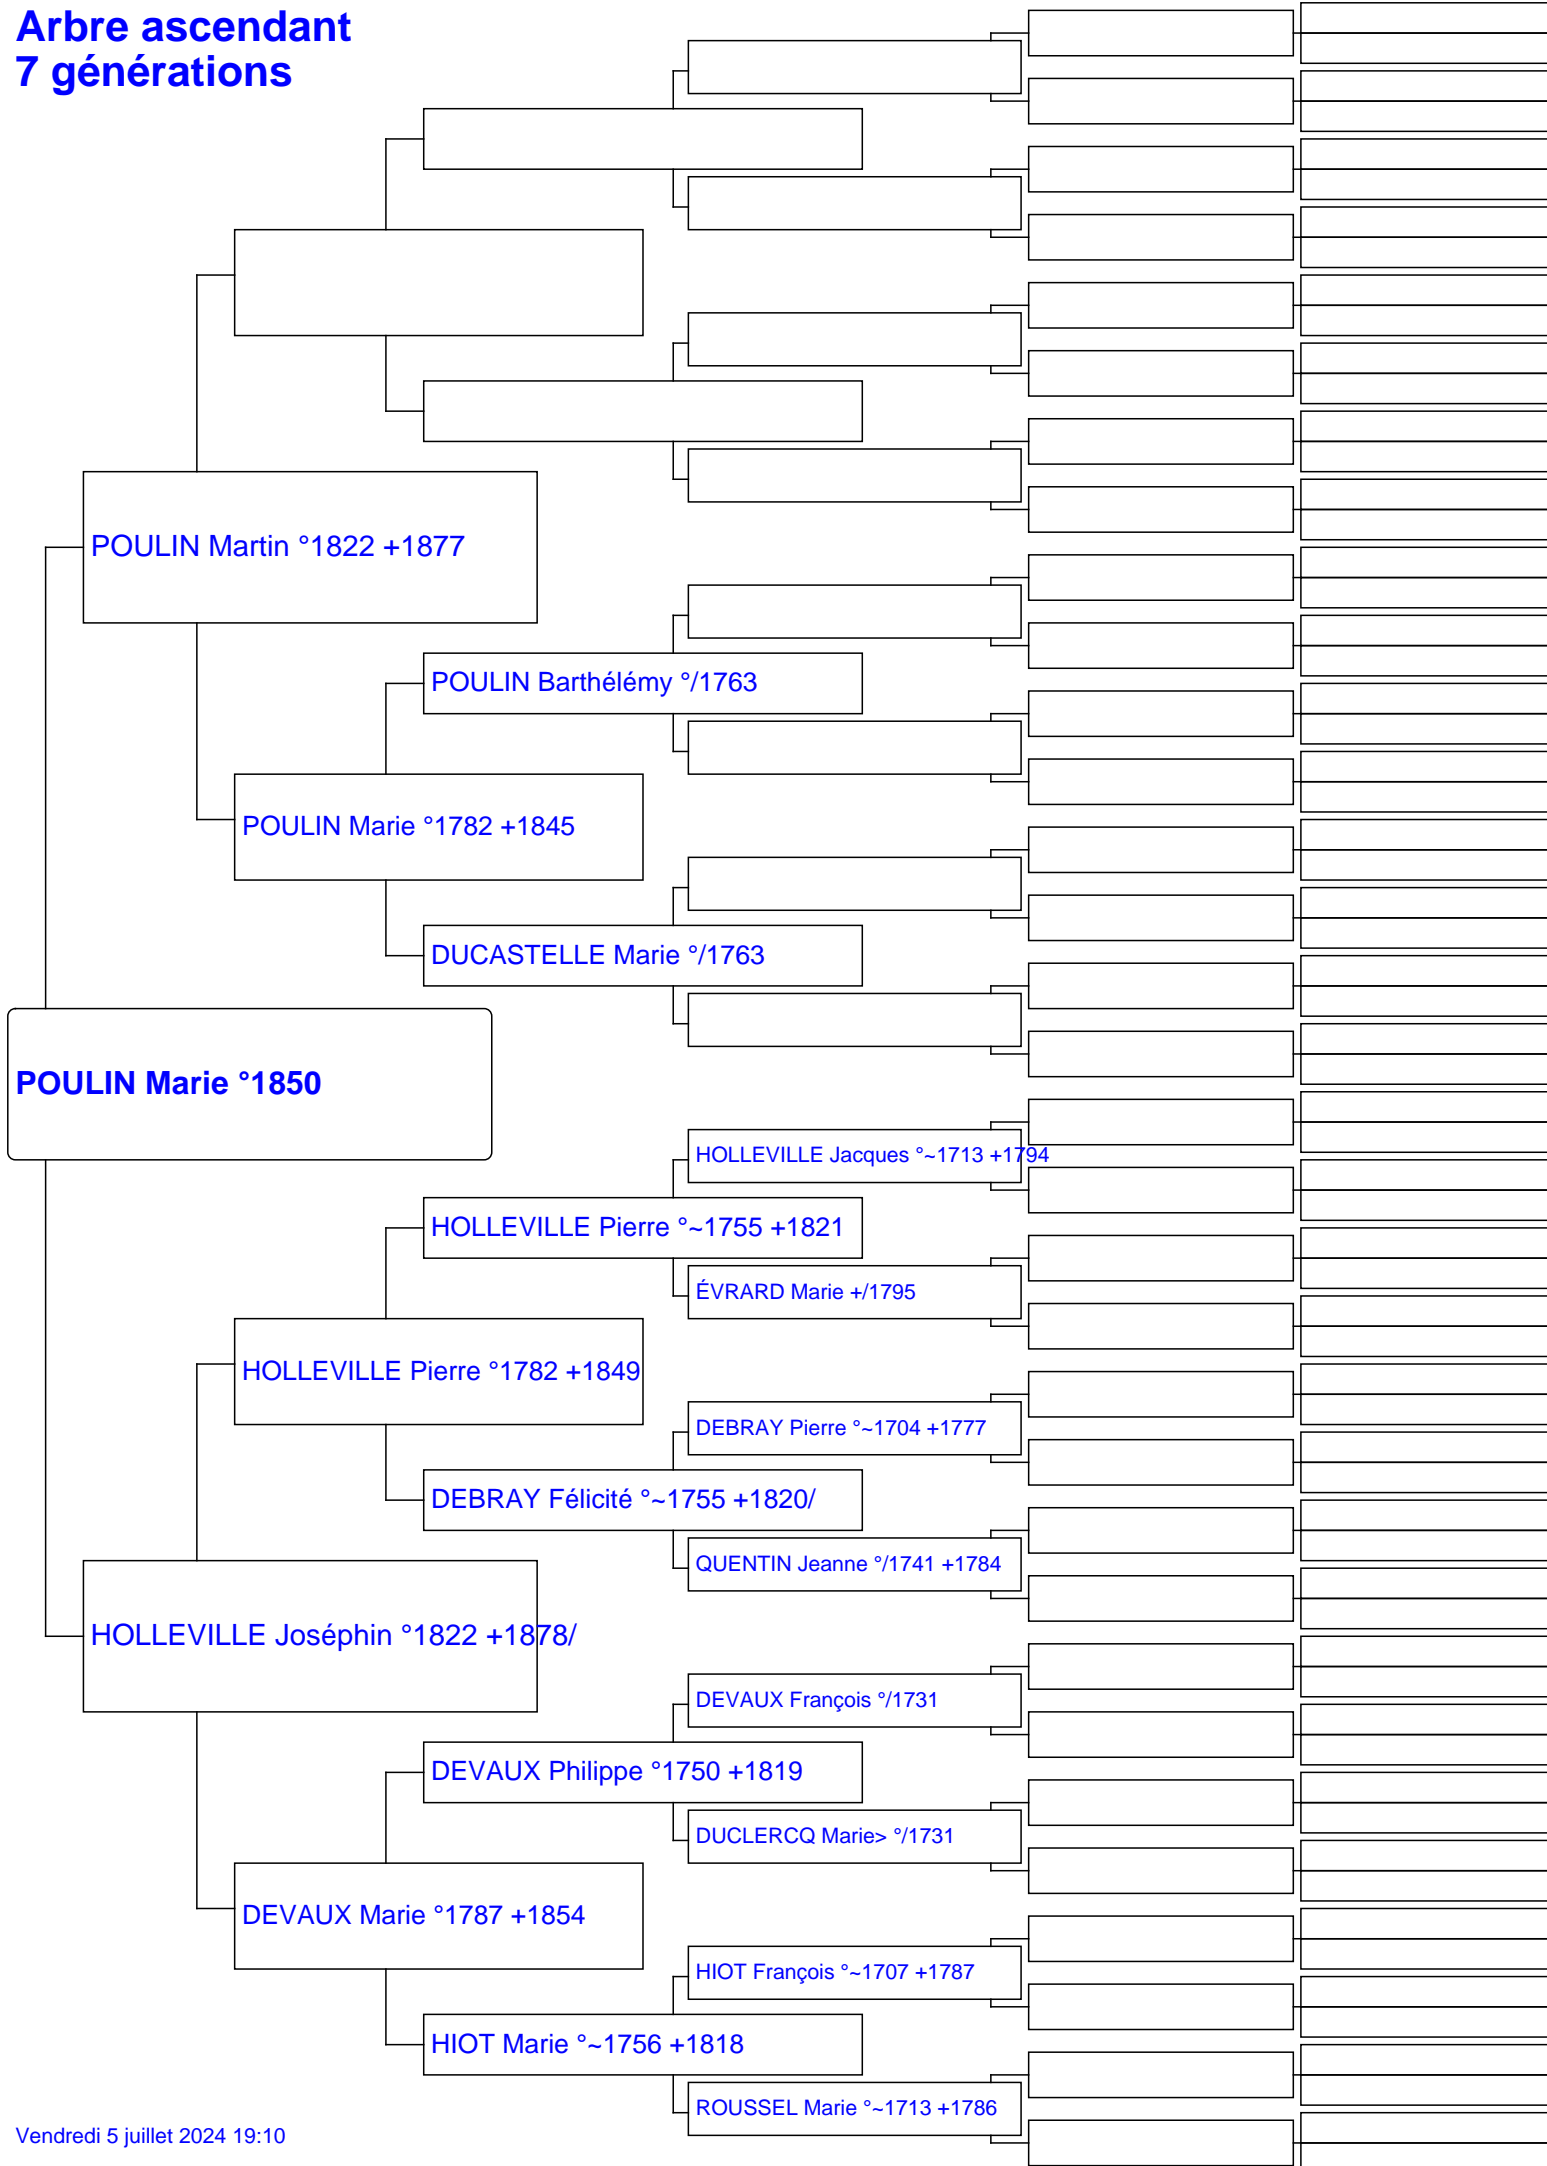 Arbre ascendant
7 générations
POULIN Martin °1822 +1877
POULIN Barthélémy °/1763
POULIN Marie °1782 +1845
DUCASTELLE Marie °/1763
POULIN Marie °1850
HOLLEVILLE Jacques °~1713 +1794
HOLLEVILLE Pierre °~1755 +1821
ÉVRARD Marie +/1795
HOLLEVILLE Pierre °1782 +1849
DEBRAY Pierre °~1704 +1777
DEBRAY Félicité °~1755 +1820/
QUENTIN Jeanne °/1741 +1784
HOLLEVILLE Joséphin °1822 +1878/
DEVAUX François °/1731
DEVAUX Philippe °1750 +1819
DUCLERCQ Marie> °/1731
DEVAUX Marie °1787 +1854
HIOT François °~1707 +1787
HIOT Marie °~1756 +1818
ROUSSEL Marie °~1713 +1786
Vendredi 5 juillet 2024 19:10